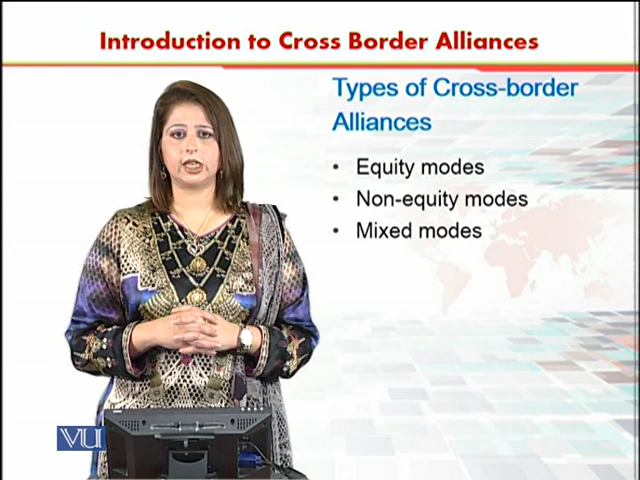 Introduction to Cross Border Alliances
Types of Cross-border
Alliances
• Equity modes
• Non-equity modes
• Mixed modes
VU